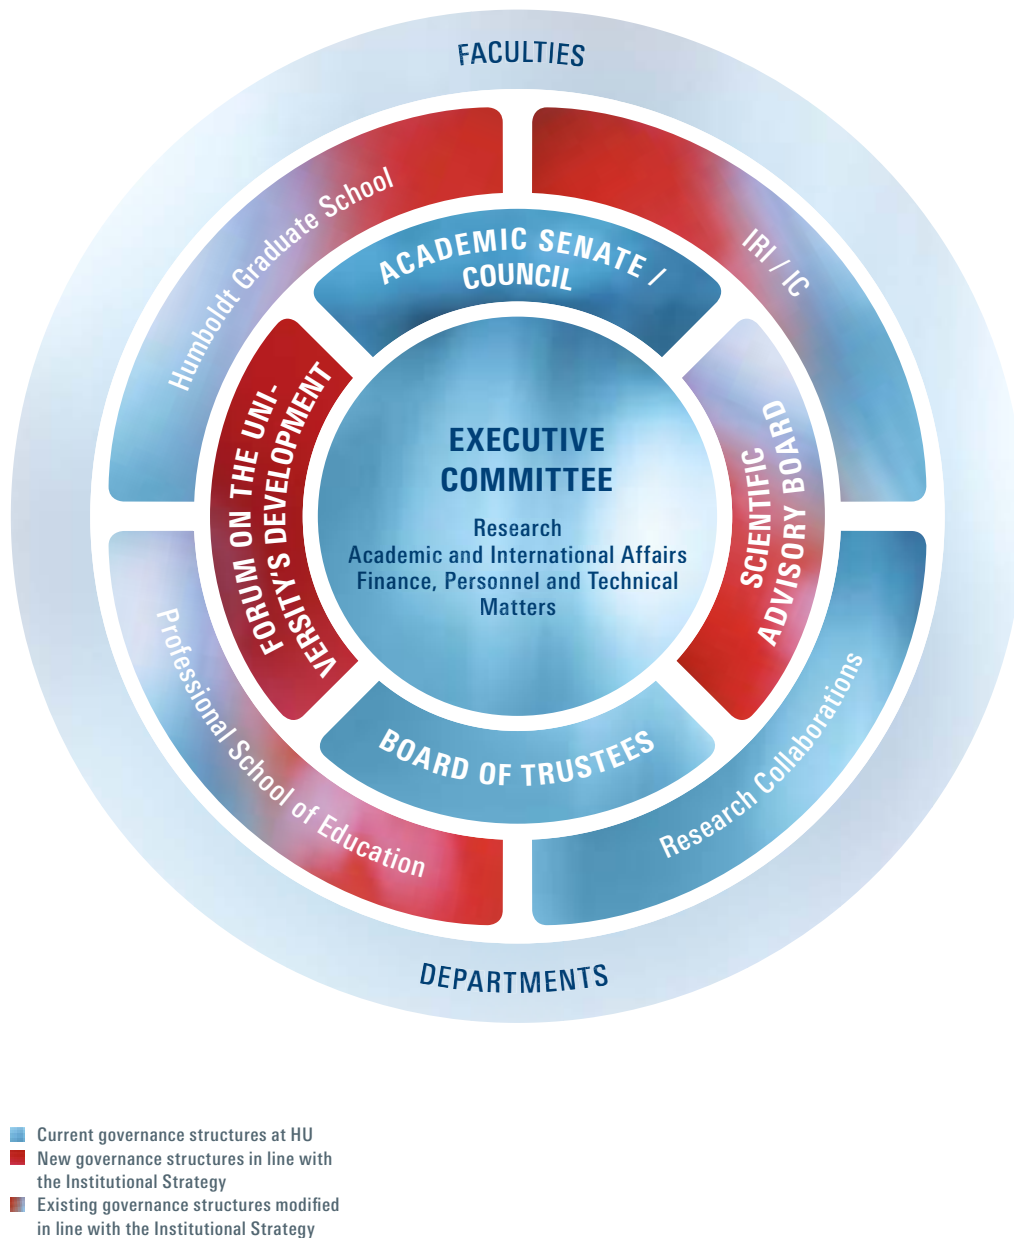 FACULTIES
Humboldt Graduate School
IRI / IC
ACADEMIC SENATE /
COUNCIL
FORUM ON THE UNI-
VERSITY'S DEVELOPMENT
EXECUTIVE
COMMITTEE
Research
Academic and International Affairs
Finance, Personnel and Technical
Matters
SCIENTIFIC
ADVISORY BOARD
BOARD OF TRUSTEES
Professional School of Education
Research Collaborations
DEPARTMENTS
Current governance structures at HU
New governance structures in line with
the Institutional Strategy
Existing governance structures modified
in line with the Institutional Strategy